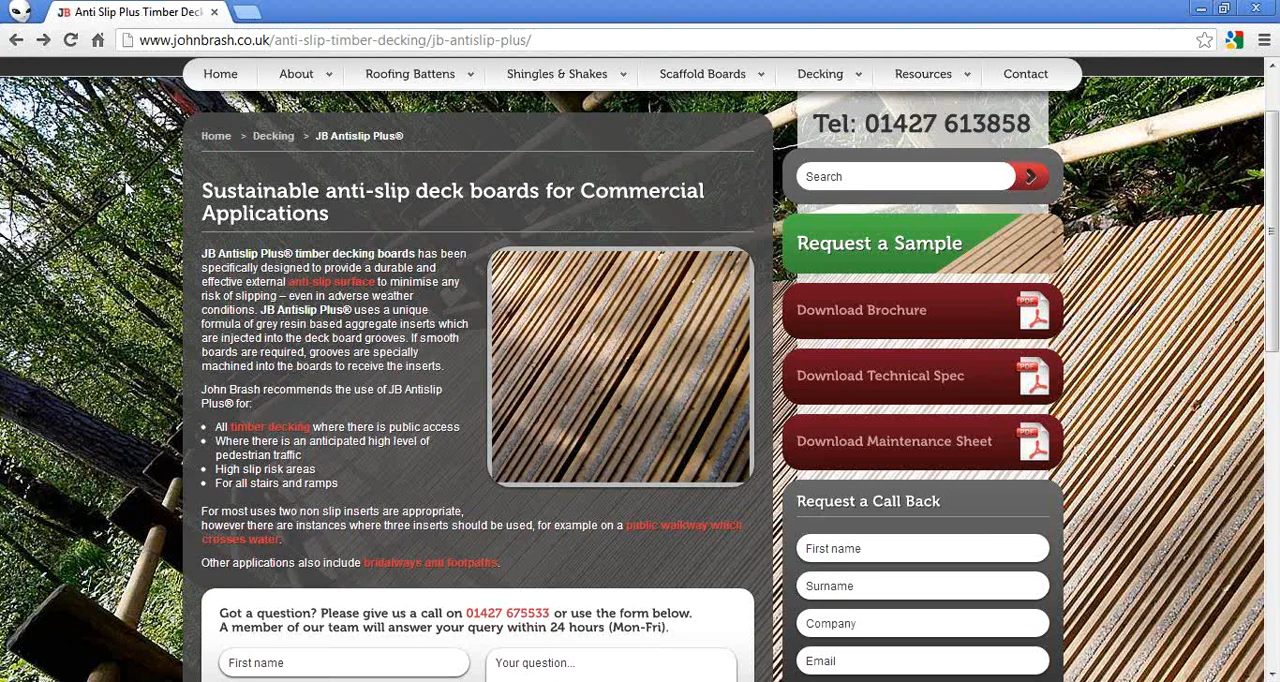 JB Anti Slip Plus Timber Deck
www.johnbrash.co.uk/anti-slip-timber-decking/jb-antislip-plus/
Home About Roofing Battens Shingles & Shakes Scaffold Boards Decking Resources Contact
Home > Decking > JB Antislip Plus®
Sustainable anti-slip deck boards for Commercial
Applications
JB Antislip Plus® timber decking boards has been
specifically designed to provide a durable and
effective external anti-slip surface to minimise any
risk of slipping – even in adverse weather
conditions. JB Antislip Plus® uses a unique
formula of grey resin based aggregate inserts which
are injected into the deck board grooves. If smooth
boards are required, grooves are specially
machined into the boards to receive the inserts.
John Brash recommends the use of JB Antislip
Plus® for:
• All timber decking where there is public access
• Where there is an anticipated high level of
pedestrian traffic
• High slip risk areas
• For all stairs and ramps
For most uses two non slip inserts are appropriate,
however there are instances where three inserts should be used, for example on a public walkway which
crosses water.
Other applications also include bridalways and footpaths.
Got a question? Please give us a call on 01427 675533 or use the form below.
A member of our team will answer your query within 24 hours (Mon-Fri).
First name
Your question...
Tel: 01427 613858
Search
Request a Sample
Download Brochure
PDF
Download Technical Spec
PDF
Download Maintenance Sheet
PDF
Request a Call Back
First name
Surname
Company
Email